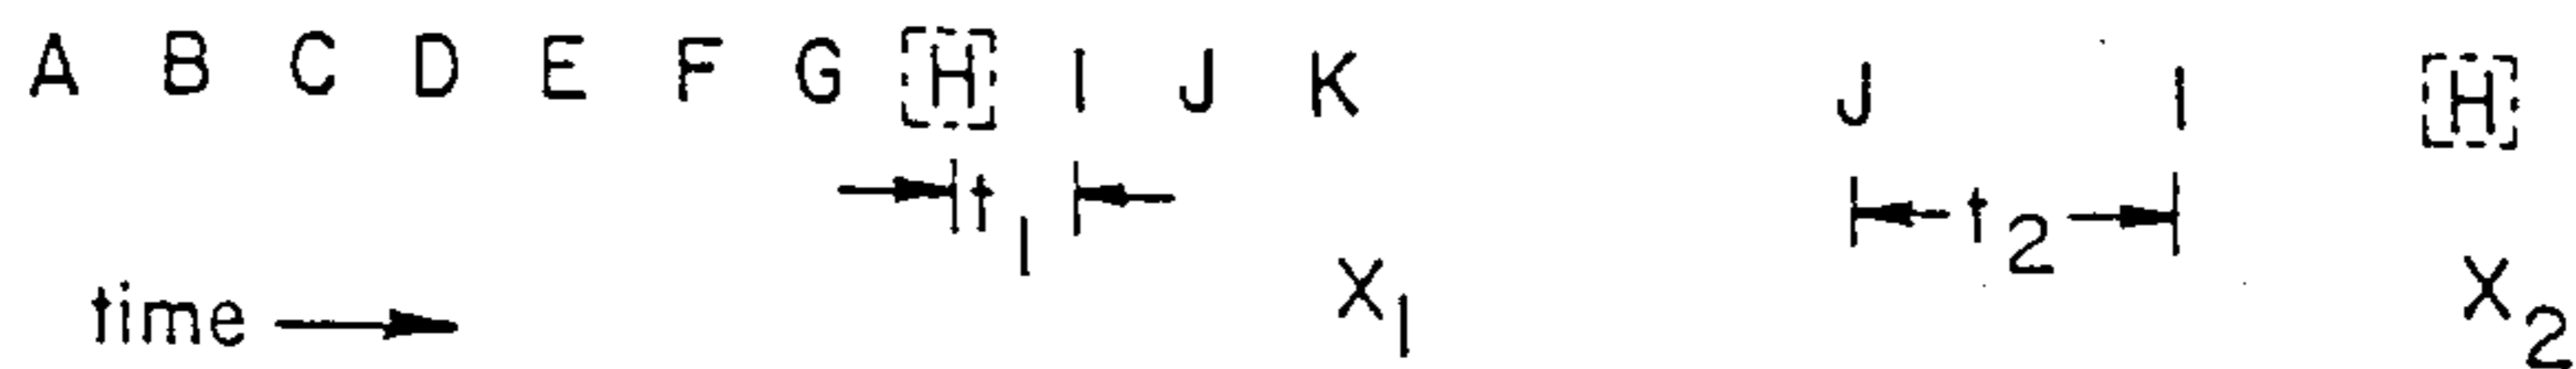 A B C D E F G H I J K J I H
t1 t2
time X1 X2